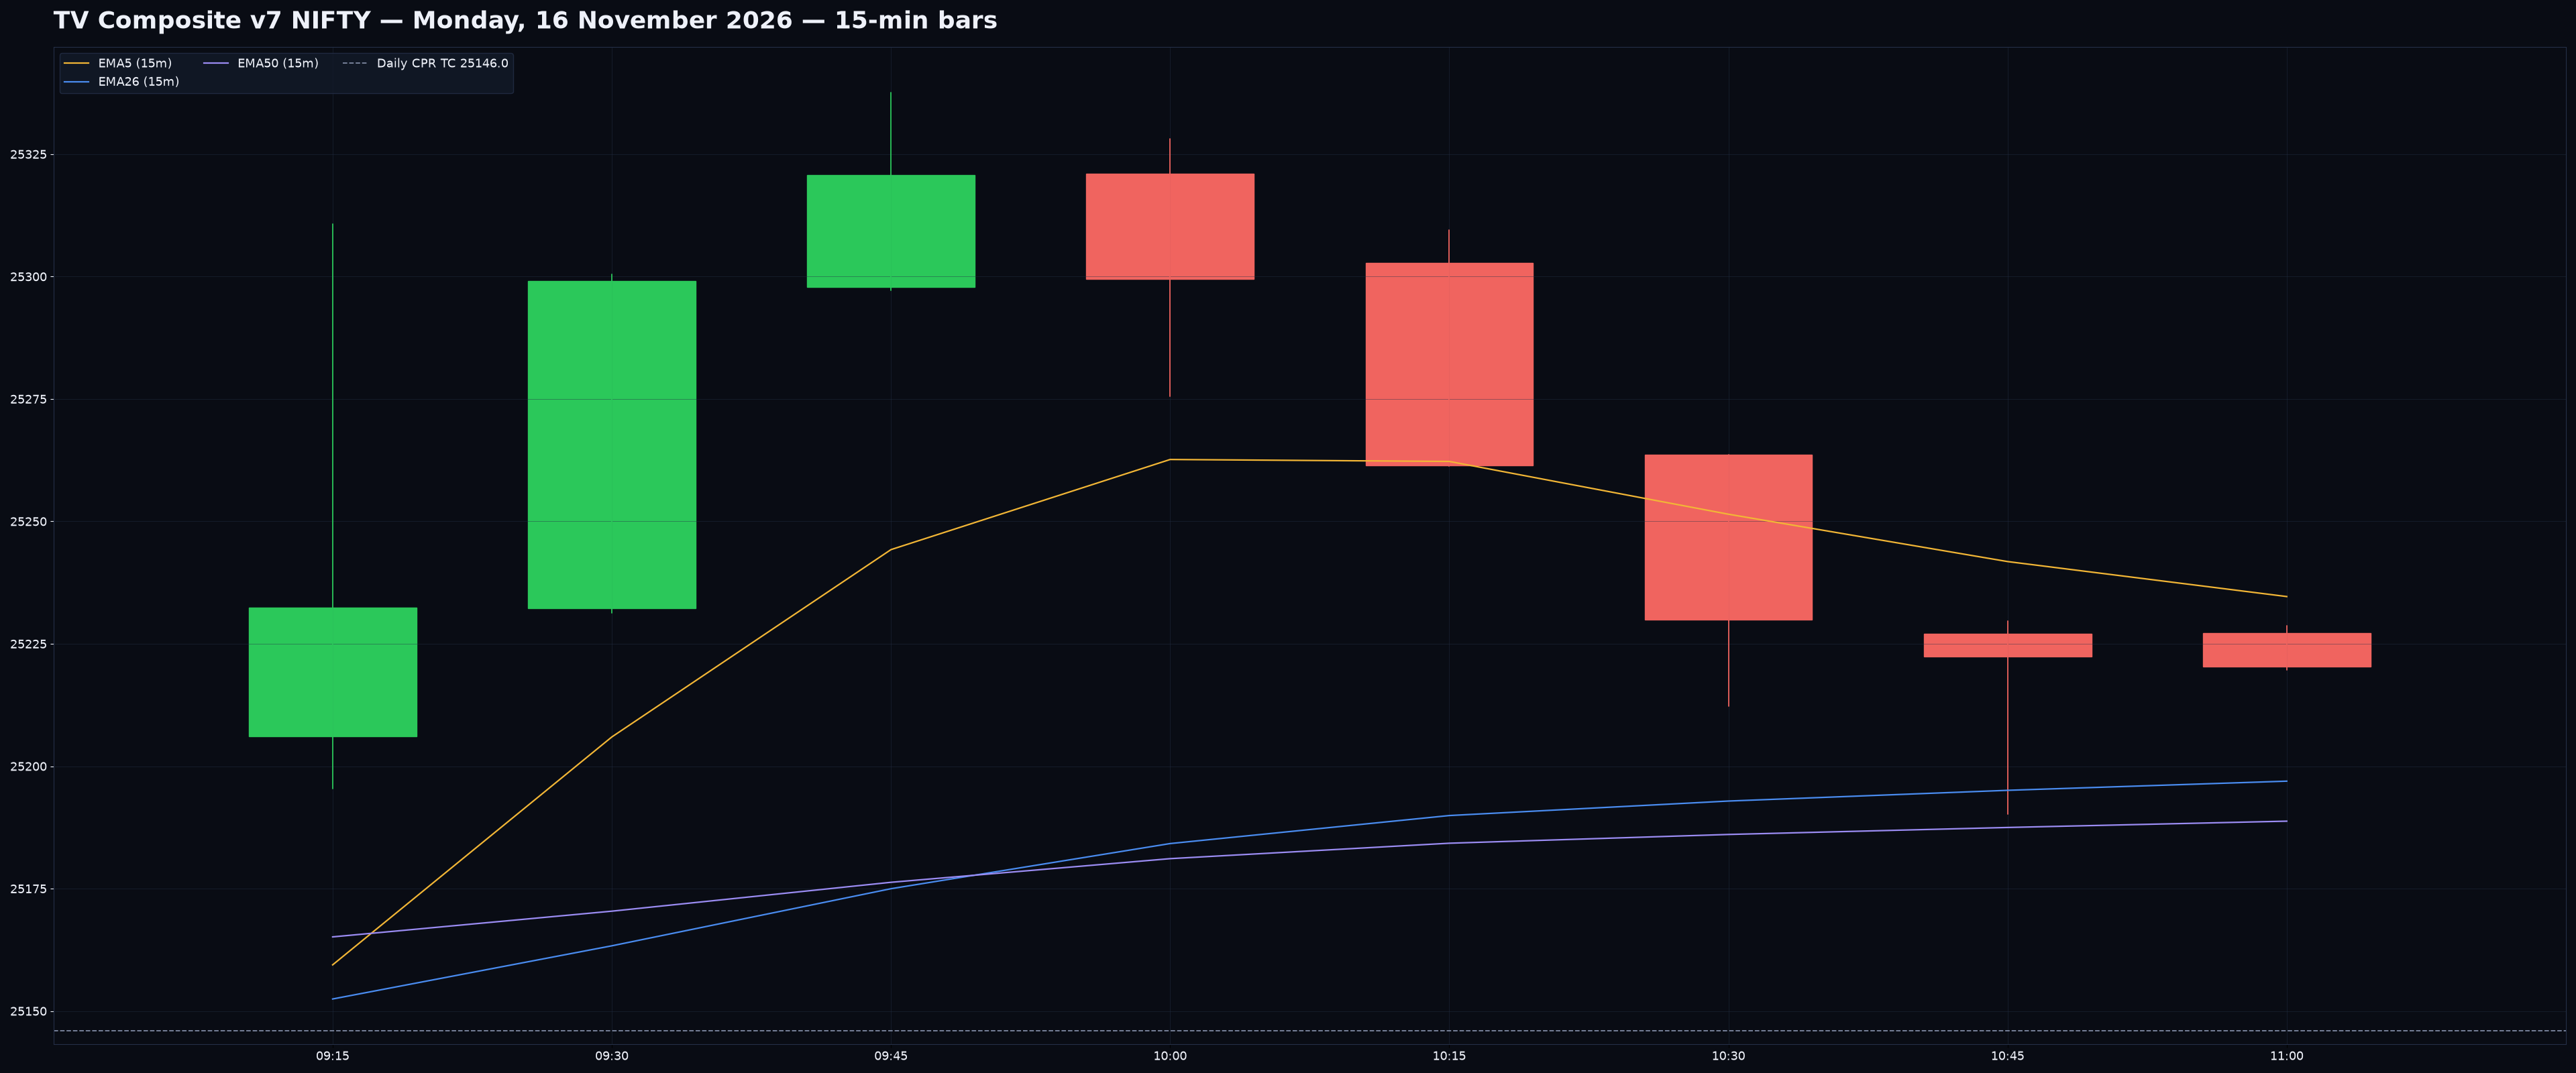 TV Composite v7 NIFTY — Monday, 16 November 2026 — 15-min bars
EMA5 (15m) EMA50 (15m) Daily CPR TC 25146.0
EMA26 (15m)
25325
25300
25275
25250
25225
25200
25175
25150
09:15 09:30 09:45 10:00 10:15 10:30 10:45 11:00